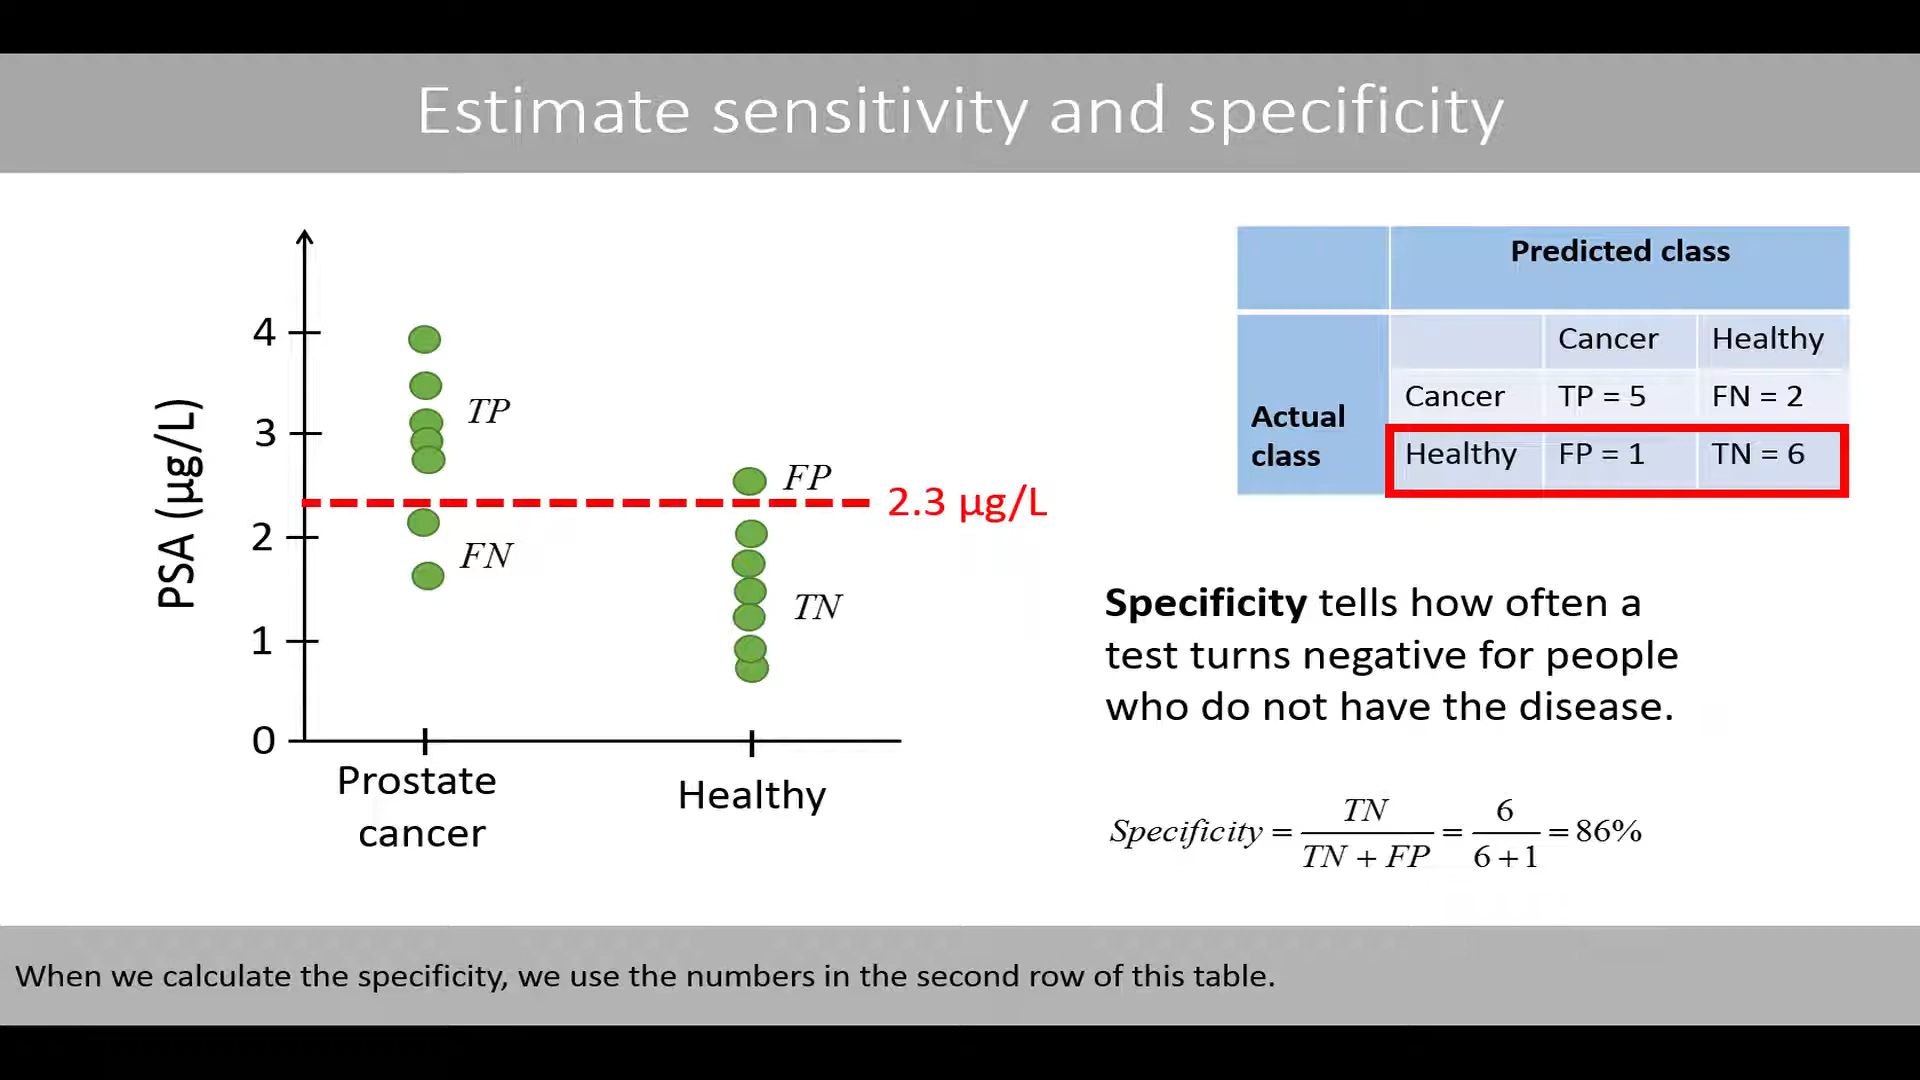 Estimate sensitivity and specificity
PSA (µg/L)
4
3
2
1
0
TP
FN
FP
TN
2.3 µg/L
Prostate
cancer
Healthy
Predicted class
Actual
class
Cancer Healthy
Cancer TP = 5 FN = 2
Healthy FP = 1 TN = 6
Specificity tells how often a
test turns negative for people
who do not have the disease.
Specificity = TN / (TN + FP) = 6 / (6+1) = 86%
When we calculate the specificity, we use the numbers in the second row of this table.